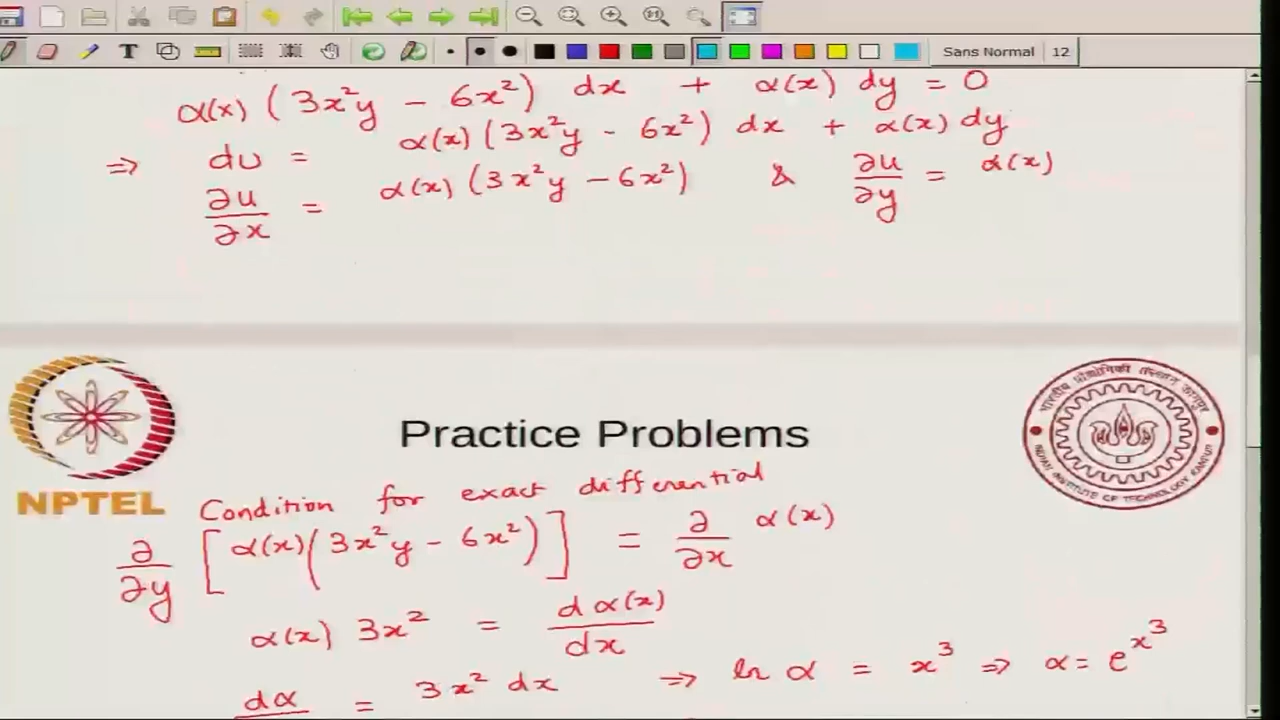 Sans Normal 12
α(x) (3x²y - 6x²) dx + α(x) dy = 0
⇒ du = α(x) (3x²y - 6x²) dx + α(x) dy
∂u/∂x = α(x) (3x²y - 6x²) & ∂u/∂y = α(x)
Practice Problems
NPTEL
Condition for exact differential
∂/∂y [α(x)(3x²y - 6x²)] = ∂/∂x α(x)
α(x) 3x² = dα(x)/dx
dα = 3x² dx ⇒ ln α = x³ ⇒ α = e^x³